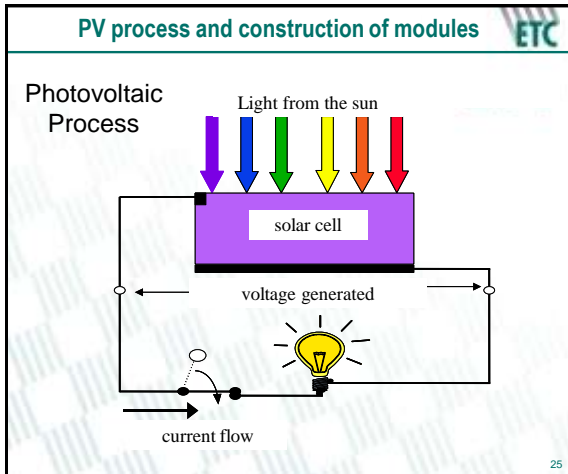 PV process and construction of modules
ETC
Photovoltaic
Process
Light from the sun
solar cell
voltage generated
current flow
25